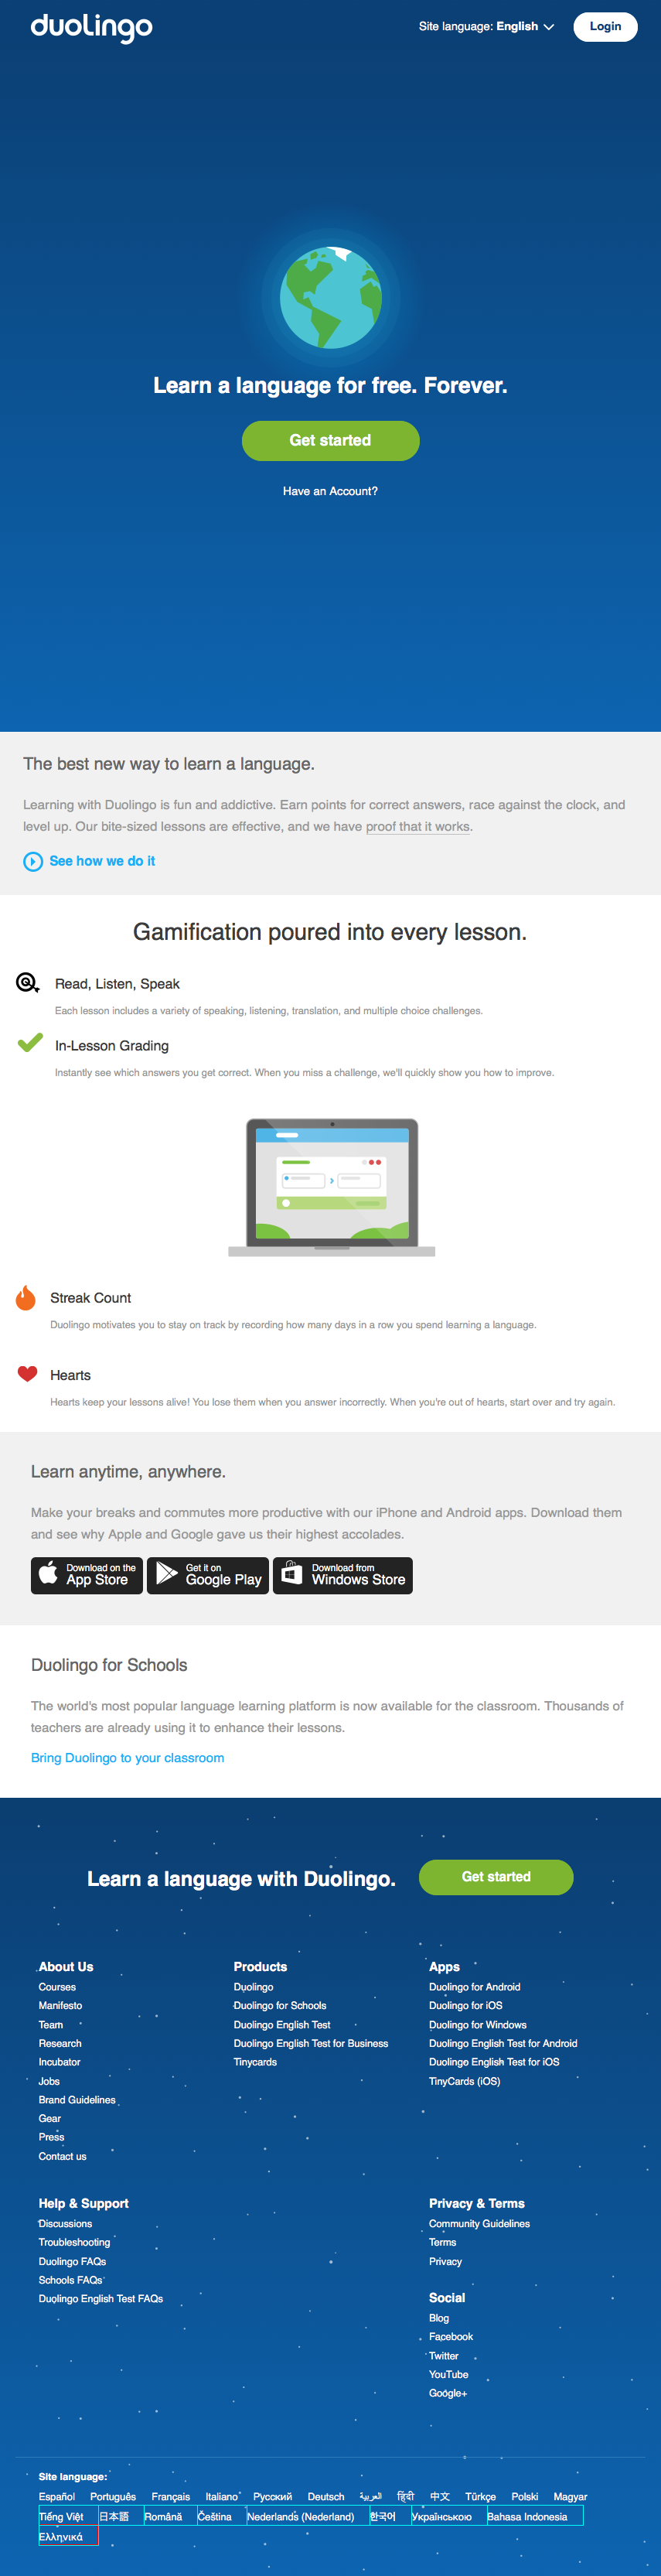 duolingo
Site language: English
Login
Learn a language for free. Forever.
Get started
Have an Account?
The best new way to learn a language.
Learning with Duolingo is fun and addictive. Earn points for correct answers, race against the clock, and
level up. Our bite-sized lessons are effective, and we have proof that it works.
See how we do it
Gamification poured into every lesson.
Read, Listen, Speak
Each lesson includes a variety of speaking, listening, translation, and multiple choice challenges.
In-Lesson Grading
Instantly see which answers you get correct. When you miss a challenge, we'll quickly show you how to improve.
Streak Count
Duolingo motivates you to stay on track by recording how many days in a row you spend learning a language.
Hearts
Hearts keep your lessons alive! You lose them when you answer incorrectly. When you're out of hearts, start over and try again.
Learn anytime, anywhere.
Make your breaks and commutes more productive with our iPhone and Android apps. Download them
and see why Apple and Google gave us their highest accolades.
Download on the
App Store
Get it on
Google Play
Download from
Windows Store
Duolingo for Schools
The world's most popular language learning platform is now available for the classroom. Thousands of
teachers are already using it to enhance their lessons.
Bring Duolingo to your classroom
Learn a language with Duolingo.
Get started
About Us
Courses
Manifesto
Team
Research
Incubator
Jobs
Brand Guidelines
Gear
Press
Contact us
Products
Duolingo
Duolingo for Schools
Duolingo English Test
Duolingo English Test for Business
Tinycards
Apps
Duolingo for Android
Duolingo for iOS
Duolingo for Windows
Duolingo English Test for Android
Duolingo English Test for iOS
TinyCards (iOS)
Help & Support
Discussions
Troubleshooting
Duolingo FAQs
Schools FAQs
Duolingo English Test FAQs
Privacy & Terms
Community Guidelines
Terms
Privacy
Social
Blog
Facebook
Twitter
YouTube
Google+
Site language:
Español Português Français Italiano Русский Deutsch العربية हिंदी 中文 Türkçe Polski Magyar
Tiếng Việt 日本語 Română Čeština Nederlands (Nederland) 한국어 Українською Bahasa Indonesia
Ελληνικά